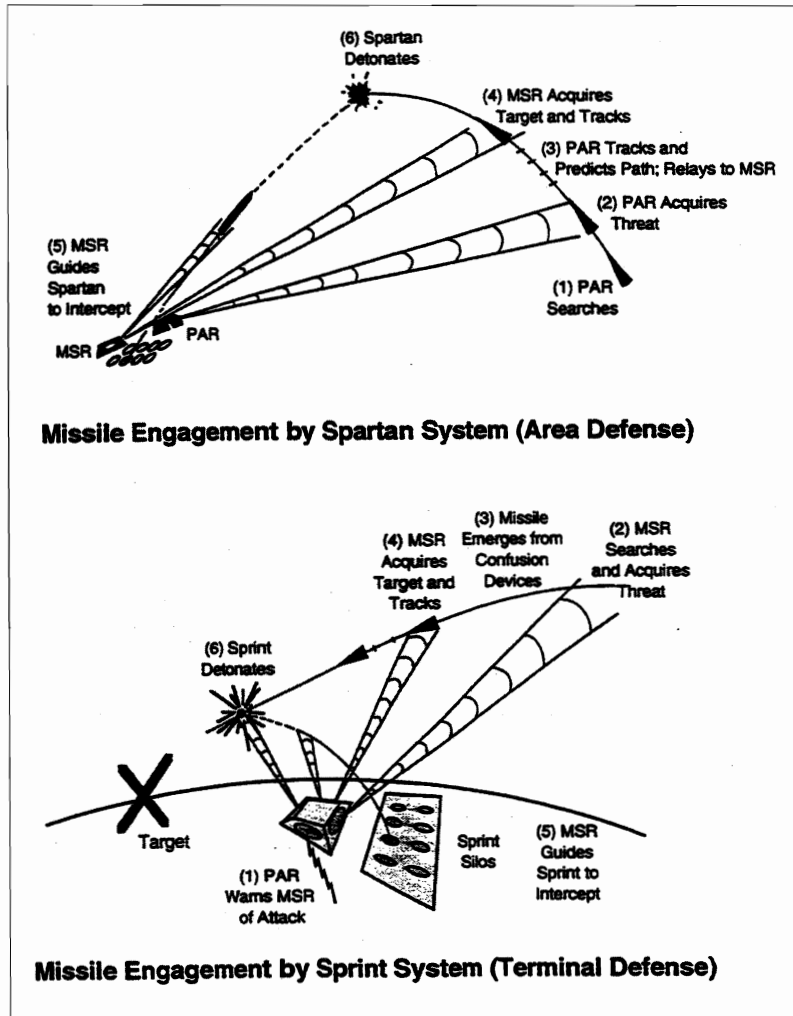 (6) Spartan
Detonates
(4) MSR Acquires
Target and Tracks
(3) PAR Tracks and
Predicts Path; Relays to MSR
(2) PAR Acquires
Threat
(1) PAR
Searches
(5) MSR
Guides
Spartan
to Intercept
PAR
MSR
Missile Engagement by Spartan System (Area Defense)
(3) Missile
Emerges from
Confusion
Devices
(2) MSR
Searches
and Acquires
Threat
(4) MSR
Acquires
Target and
Tracks
(6) Sprint
Detonates
Target
(1) PAR
Warns MSR
of Attack
Sprint
Silos
(5) MSR
Guides
Sprint to
Intercept
Missile Engagement by Sprint System (Terminal Defense)